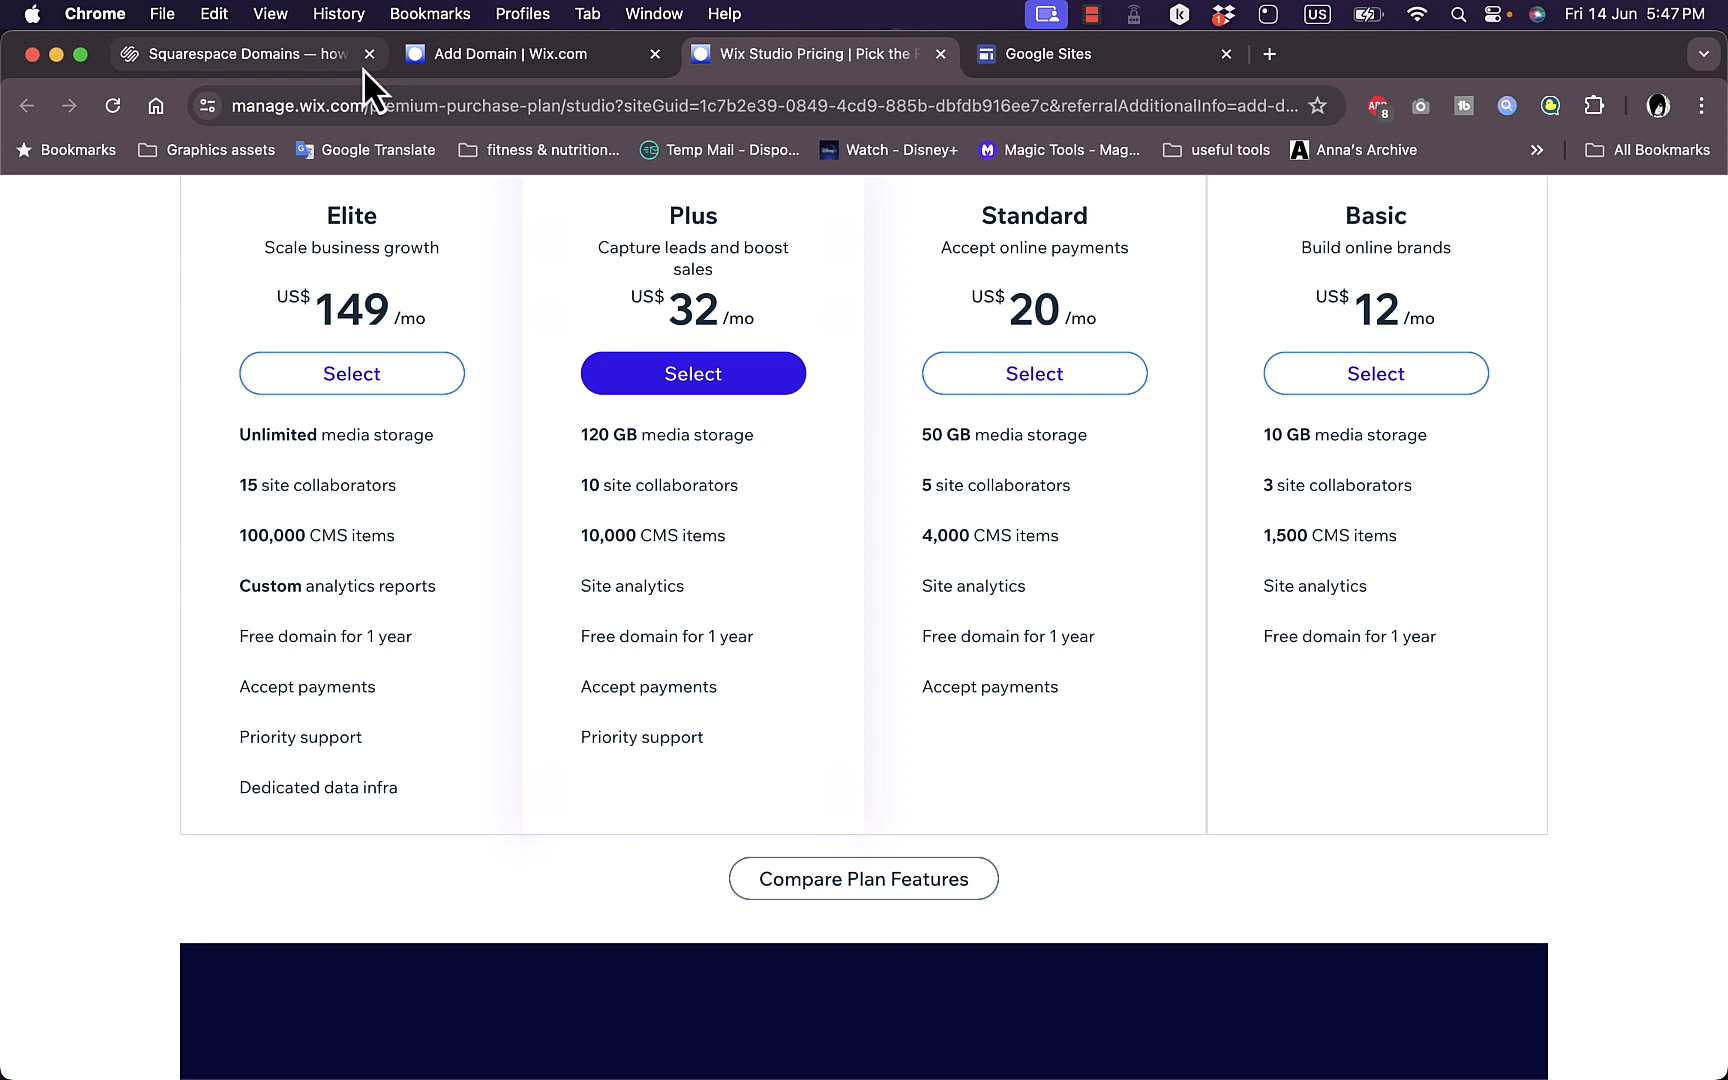 Chrome File Edit View History Bookmarks Profiles Tab Window Help 1 US Fri 14 Jun 5:47 PM
Squarespace Domains — how Add Domain | Wix.com Wix Studio Pricing | Pick the Google Sites
manage.wix.com/premium-purchase-plan/studio?siteGuid=1c7b2e39-0849-4cd9-885b-dbfdb916ee7c&referralAdditionalInfo=add-d... ABP 8 tb
Bookmarks Graphics assets Google Translate fitness & nutrition... Temp Mail - Dispo... Watch - Disney+ Magic Tools - Mag... useful tools Anna's Archive » All Bookmarks
Elite
Scale business growth
US$ 149 /mo
Select
Unlimited media storage
15 site collaborators
100,000 CMS items
Custom analytics reports
Free domain for 1 year
Accept payments
Priority support
Dedicated data infra
Plus
Capture leads and boost
sales
US$ 32 /mo
Select
120 GB media storage
10 site collaborators
10,000 CMS items
Site analytics
Free domain for 1 year
Accept payments
Priority support
Standard
Accept online payments
US$ 20 /mo
Select
50 GB media storage
5 site collaborators
4,000 CMS items
Site analytics
Free domain for 1 year
Accept payments
Basic
Build online brands
US$ 12 /mo
Select
10 GB media storage
3 site collaborators
1,500 CMS items
Site analytics
Free domain for 1 year
Compare Plan Features